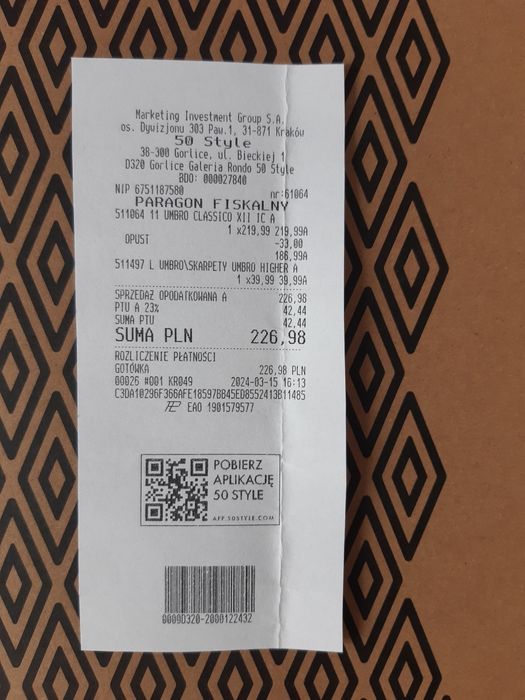 Marketing Investment Group S.A.
os. Dywizjonu 303 Paw.1, 31-871 Kraków
50 Style
38-300 Gorlice, ul. Bieckiej 1
D320 Gorlice Galeria Rondo 50 Style
BDO: 000027840
NIP 6751187580 nr:61064
PARAGON FISKALNY
511064 11 UMBRO CLASSICO XII IC A
1 x219,99 219,99A
OPUST -33,00
186,99A
511497 L UMBRO\SKARPETY UMBRO HIGHER A
1 x39,99 39,99A
SPRZEDAŻ OPODATKOWANA A 226,98
PTU A 23% 42,44
SUMA PTU 42,44
SUMA PLN 226,98
ROZLICZENIE PŁATNOŚCI
GOTÓWKA 226,98 PLN
00026 #001 KR049 2024-03-15 16:13
C3DA10296F366AFE18597BB45ED8552413B11485
EAO 1901579577
POBIERZ
APLIKACJĘ
50 STYLE
APP.50STYLE.COM
0009D320-2000122432